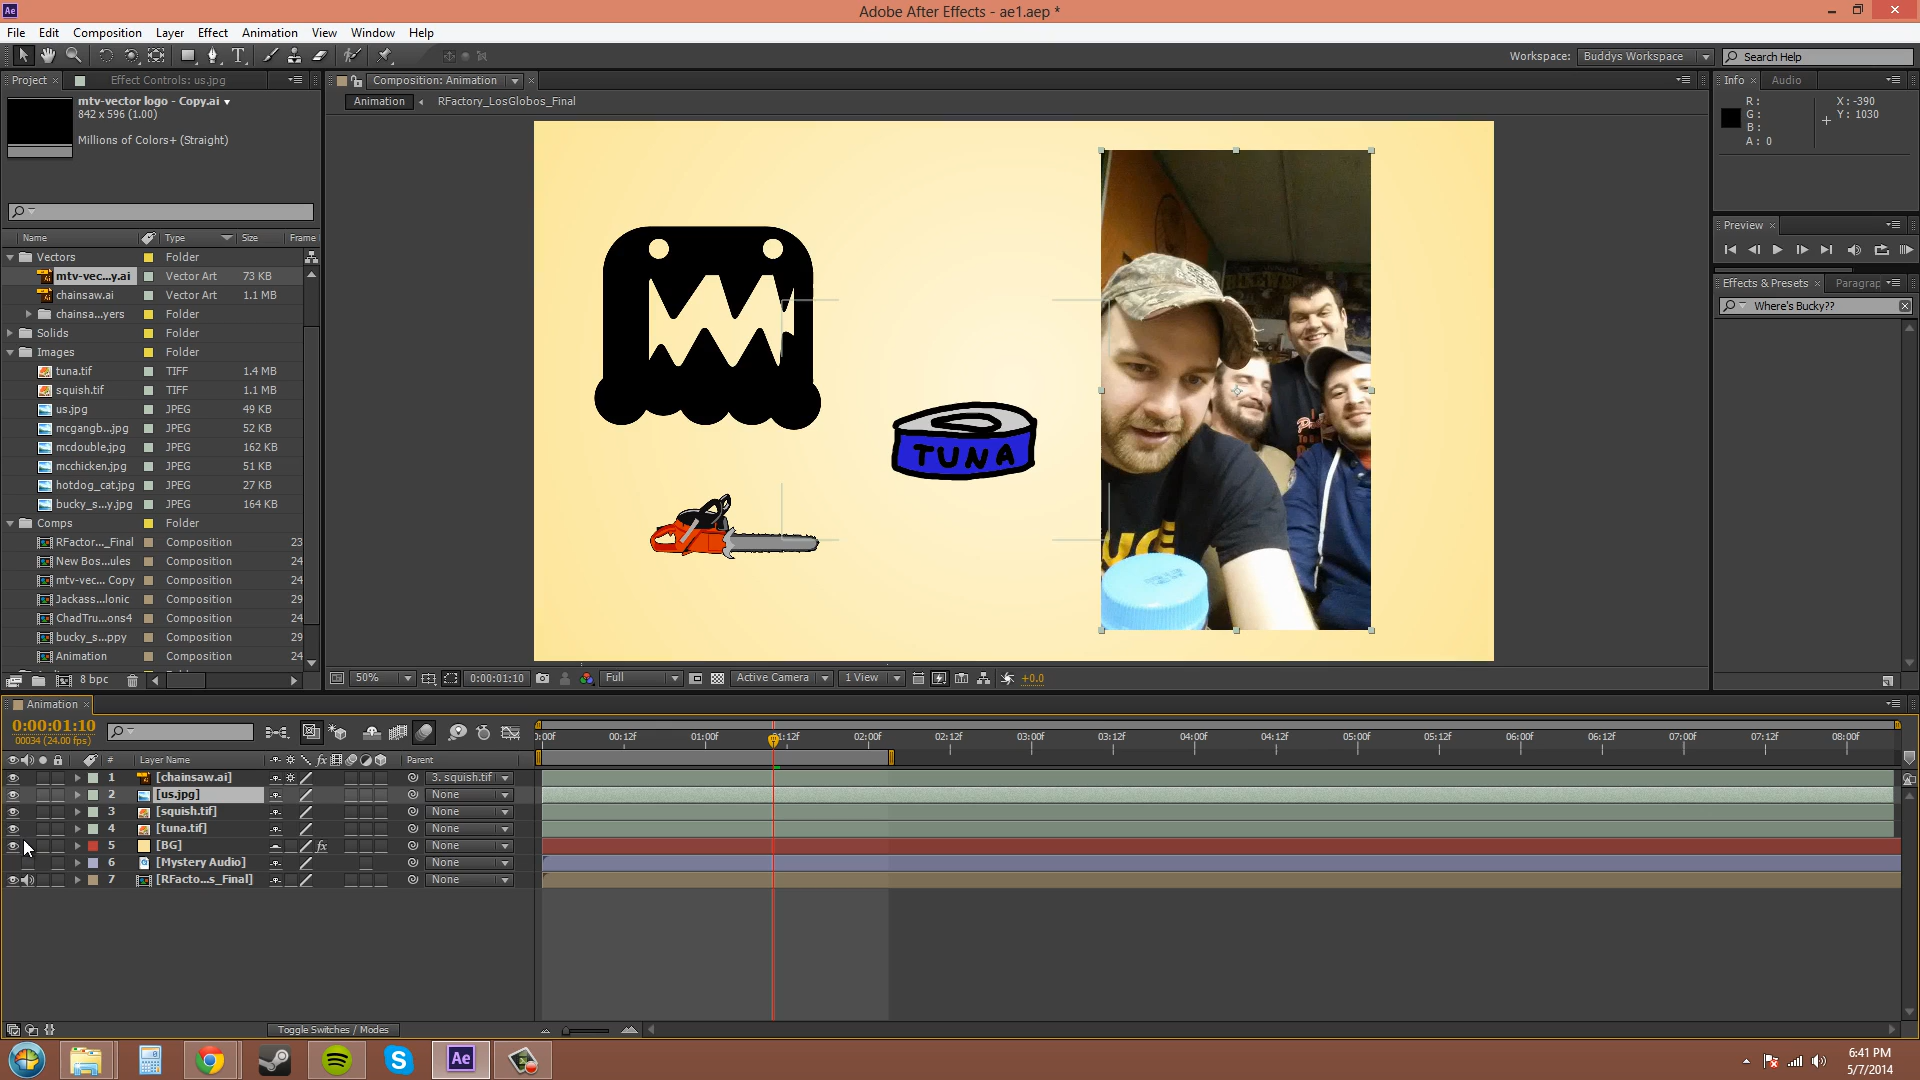 Adobe After Effects - ae1.aep *
File Edit Composition Layer Effect Animation View Window Help
Workspace: Buddys Workspace Search Help
Project Effect Controls: us.jpg Composition: Animation Info Audio
mtv-vector logo - Copy.ai
842 x 596 (1.00)
Millions of Colors+ (Straight)
Animation RFactory_LosGlobos_Final
R: X: -390
G: Y: 1030
B:
A: 0
Preview
Effects & Presets Paragrap
Where's Bucky??
Name Type Size Frame
Vectors Folder
mtv-vec...y.ai Vector Art 73 KB
chainsaw.ai Vector Art 1.1 MB
chainsa...yers Folder
Solids Folder
Images Folder
tuna.tif TIFF 1.4 MB
squish.tif TIFF 1.1 MB
us.jpg JPEG 49 KB
mcgangb...jpg JPEG 52 KB
mcdouble.jpg JPEG 162 KB
mcchicken.jpg JPEG 51 KB
hotdog_cat.jpg JPEG 27 KB
bucky_s...y.jpg JPEG 164 KB
Comps Folder
RFactor..._Final Composition 23
New Bos...ules Composition 24
mtv-vec... Copy Composition 24
Jackass...lonic Composition 29
ChadTru...ons4 Composition 24
bucky_s...ppy Composition 29
Animation Composition 24
TUNA
8 bpc
50% 0:00:01:10 Full Active Camera 1 View +0.0
Animation
0:00:01:10
00034 (24.00 fps)
:00f 00:12f 01:00f 01:12f 02:00f 02:12f 03:00f 03:12f 04:00f 04:12f 05:00f 05:12f 06:00f 06:12f 07:00f 07:12f 08:00f
# Layer Name fx Parent
1 [chainsaw.ai] 3. squish.tif
2 [us.jpg] None
3 [squish.tif] None
4 [tuna.tif] None
5 [BG] fx None
6 [Mystery Audio] None
7 [RFacto...s_Final] None
Toggle Switches / Modes
Ae
6:41 PM
5/7/2014